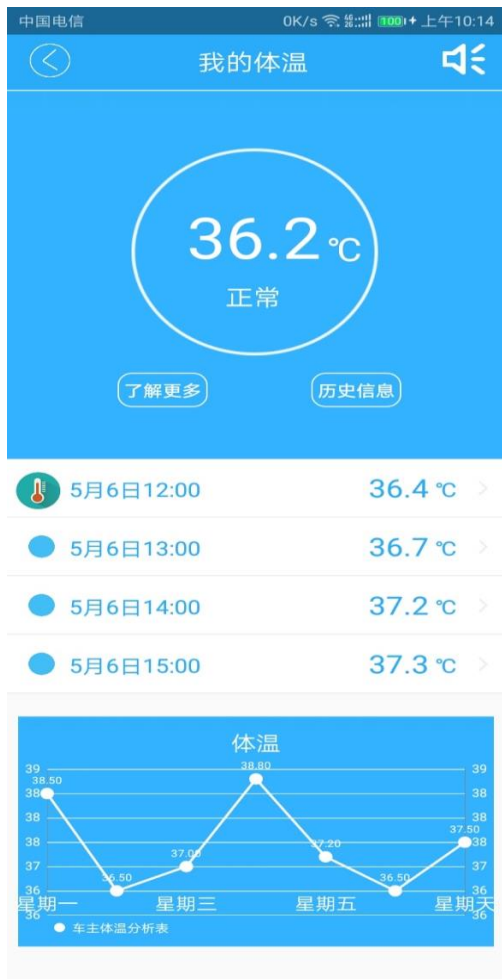 中国电信 0K/s 100 上午10:14
我的体温
36.2 ℃
正常
了解更多 历史信息
5月6日12:00 36.4 ℃
5月6日13:00 36.7 ℃
5月6日14:00 37.2 ℃
5月6日15:00 37.3 ℃
体温
39 38.80 39
38.50
38 38
38 38
37.50
38 37.00 37.20 38
37 37
36.50 36.50
36 36
星期一 星期三 星期五 星期天
36 36
车主体温分析表